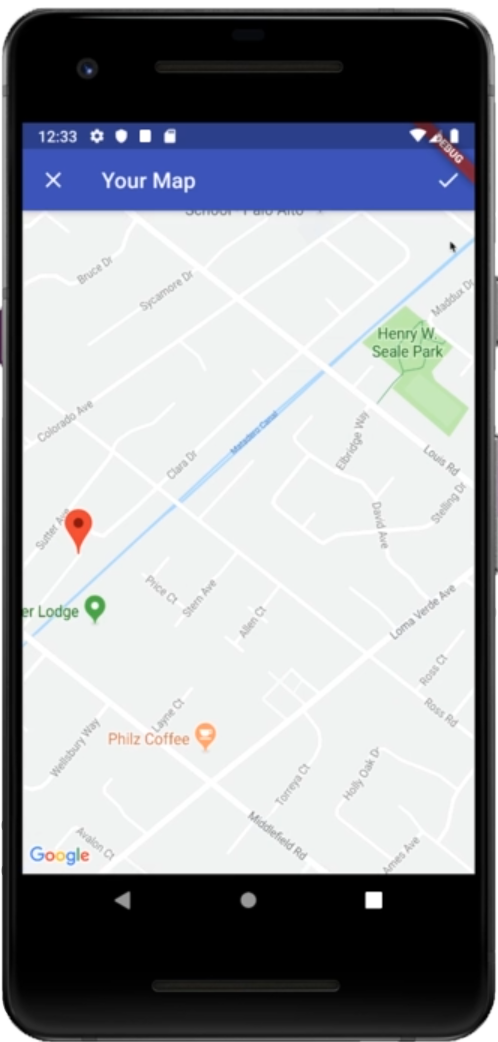 12:33
DEBUG
Your Map
School - Palo Alto
Bruce Dr
Sycamore Dr
Maddux Dr
Henry W.
Seale Park
Colorado Ave
Matadero Canal
Elbridge Way
Clara Dr
Louis Rd
Stelling Dr
David Ave
Sutter Ave
Price Ct
Stern Ave
er Lodge
Allen Ct
Loma Verde Ave
Ross Ct
Ross Rd
Layne Ct
Philz Coffee
Wellsbury Way
Torreya Ct
Holly Oak Dr
Middlefield Rd
Avalon Ct
Ames Ave
Google